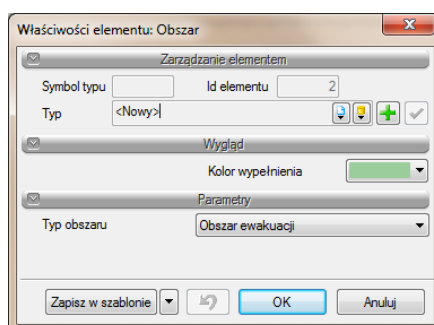 Właściwości elementu: Obszar
Zarządzanie elementem
Symbol typu Id elementu 2
Typ <Nowy>
Wygląd
Kolor wypełnienia
Parametry
Typ obszaru Obszar ewakuacji
Zapisz w szablonie OK Anuluj